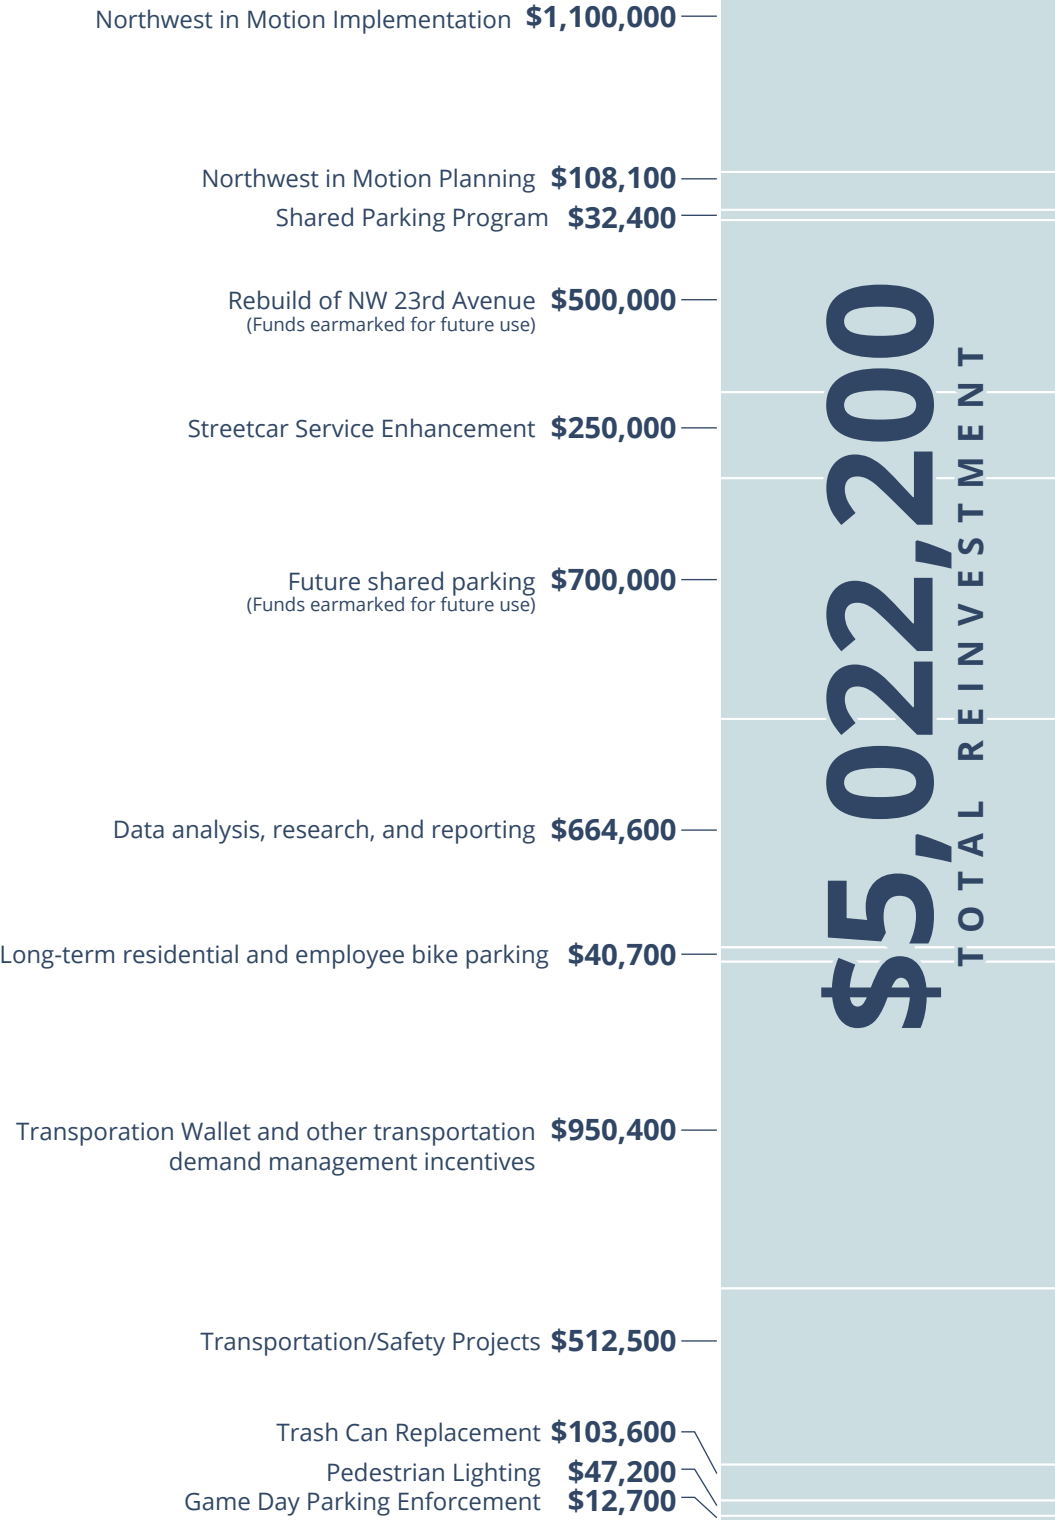 Northwest in Motion Implementation $1,100,000
Northwest in Motion Planning $108,100
Shared Parking Program $32,400
Rebuild of NW 23rd Avenue $500,000
(Funds earmarked for future use)
Streetcar Service Enhancement $250,000
Future shared parking $700,000
(Funds earmarked for future use)
Data analysis, research, and reporting $664,600
Long-term residential and employee bike parking $40,700
Transporation Wallet and other transportation $950,400
demand management incentives
Transportation/Safety Projects $512,500
Trash Can Replacement $103,600
Pedestrian Lighting $47,200
Game Day Parking Enforcement $12,700
$5,022,200
TOTAL REINVESTMENT